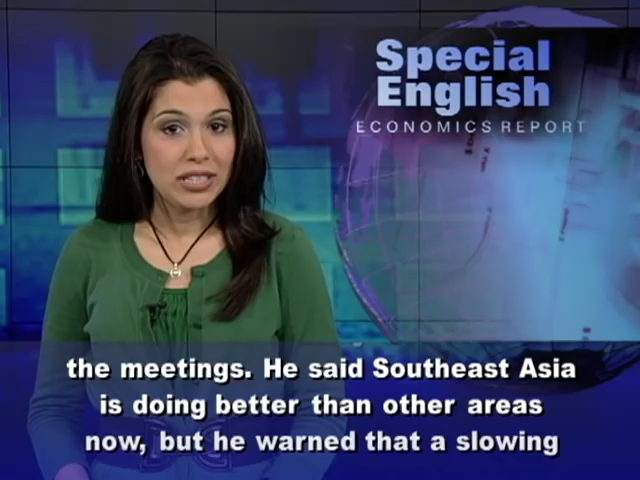 Special
English
ECONOMICS REPORT
the meetings. He said Southeast Asia
is doing better than other areas
now, but he warned that a slowing